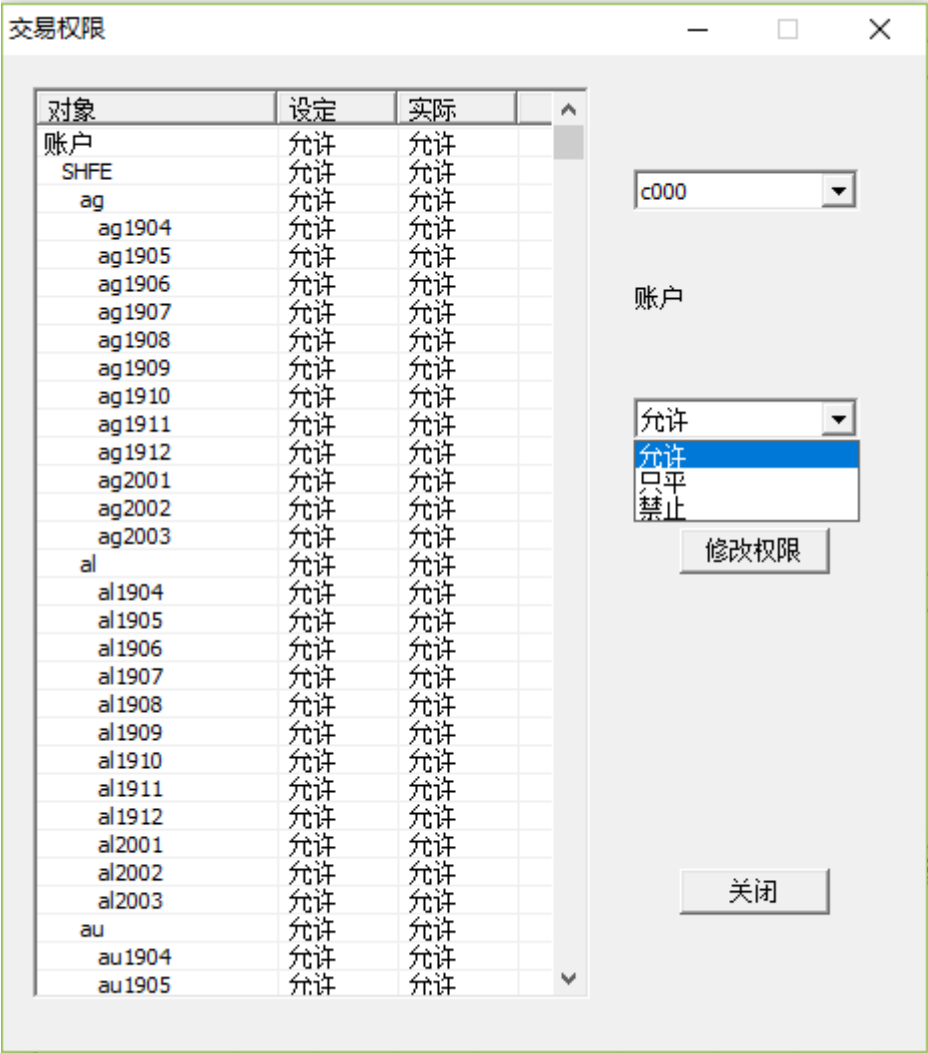 交易权限
对象 设定 实际
账户 允许 允许
SHFE 允许 允许
ag 允许 允许
ag1904 允许 允许
ag1905 允许 允许
ag1906 允许 允许
ag1907 允许 允许
ag1908 允许 允许
ag1909 允许 允许
ag1910 允许 允许
ag1911 允许 允许
ag1912 允许 允许
ag2001 允许 允许
ag2002 允许 允许
ag2003 允许 允许
al 允许 允许
al1904 允许 允许
al1905 允许 允许
al1906 允许 允许
al1907 允许 允许
al1908 允许 允许
al1909 允许 允许
al1910 允许 允许
al1911 允许 允许
al1912 允许 允许
al2001 允许 允许
al2002 允许 允许
al2003 允许 允许
au 允许 允许
au1904 允许 允许
au1905 允许 允许
c000
账户
允许
允许
只平
禁止
修改权限
关闭